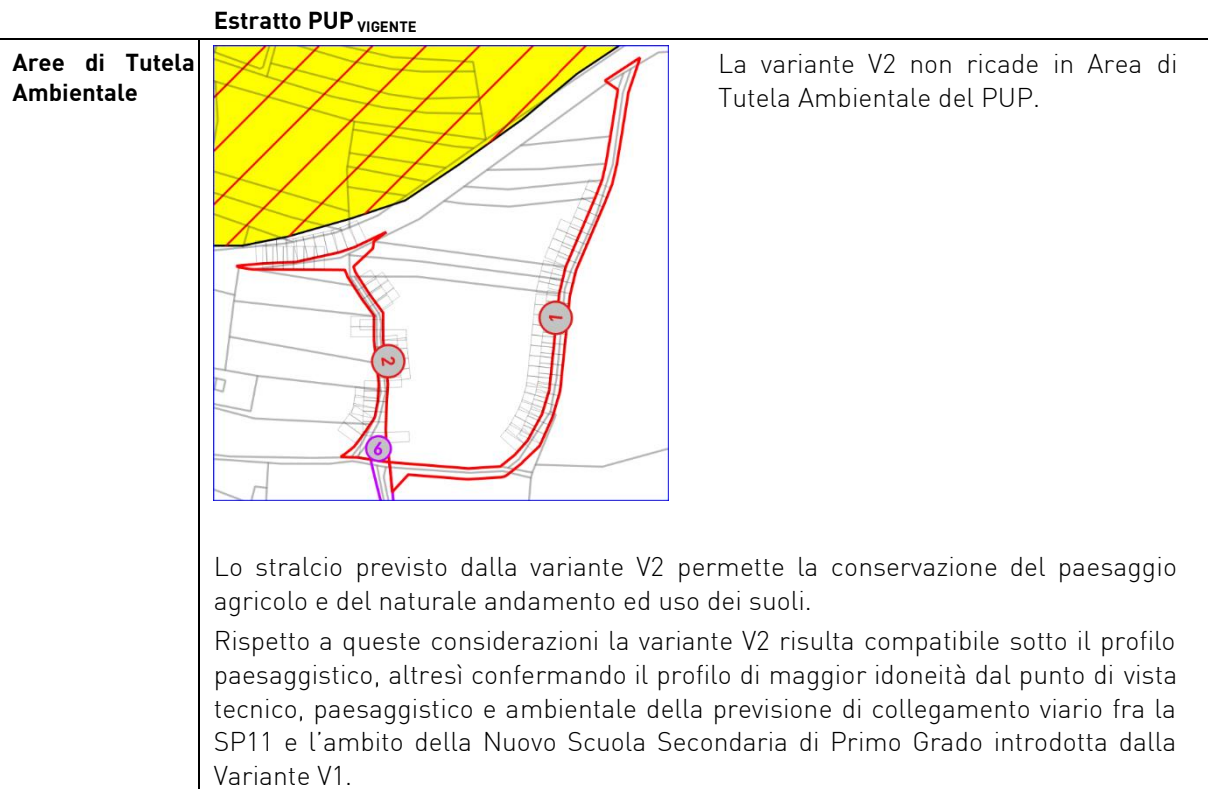 Estratto PUP VIGENTE
Aree di Tutela
Ambientale
La variante V2 non ricade in Area di
Tutela Ambientale del PUP.
1
2
6
Lo stralcio previsto dalla variante V2 permette la conservazione del paesaggio
agricolo e del naturale andamento ed uso dei suoli.
Rispetto a queste considerazioni la variante V2 risulta compatibile sotto il profilo
paesaggistico, altresì confermando il profilo di maggior idoneità dal punto di vista
tecnico, paesaggistico e ambientale della previsione di collegamento viario fra la
SP11 e l'ambito della Nuovo Scuola Secondaria di Primo Grado introdotta dalla
Variante V1.